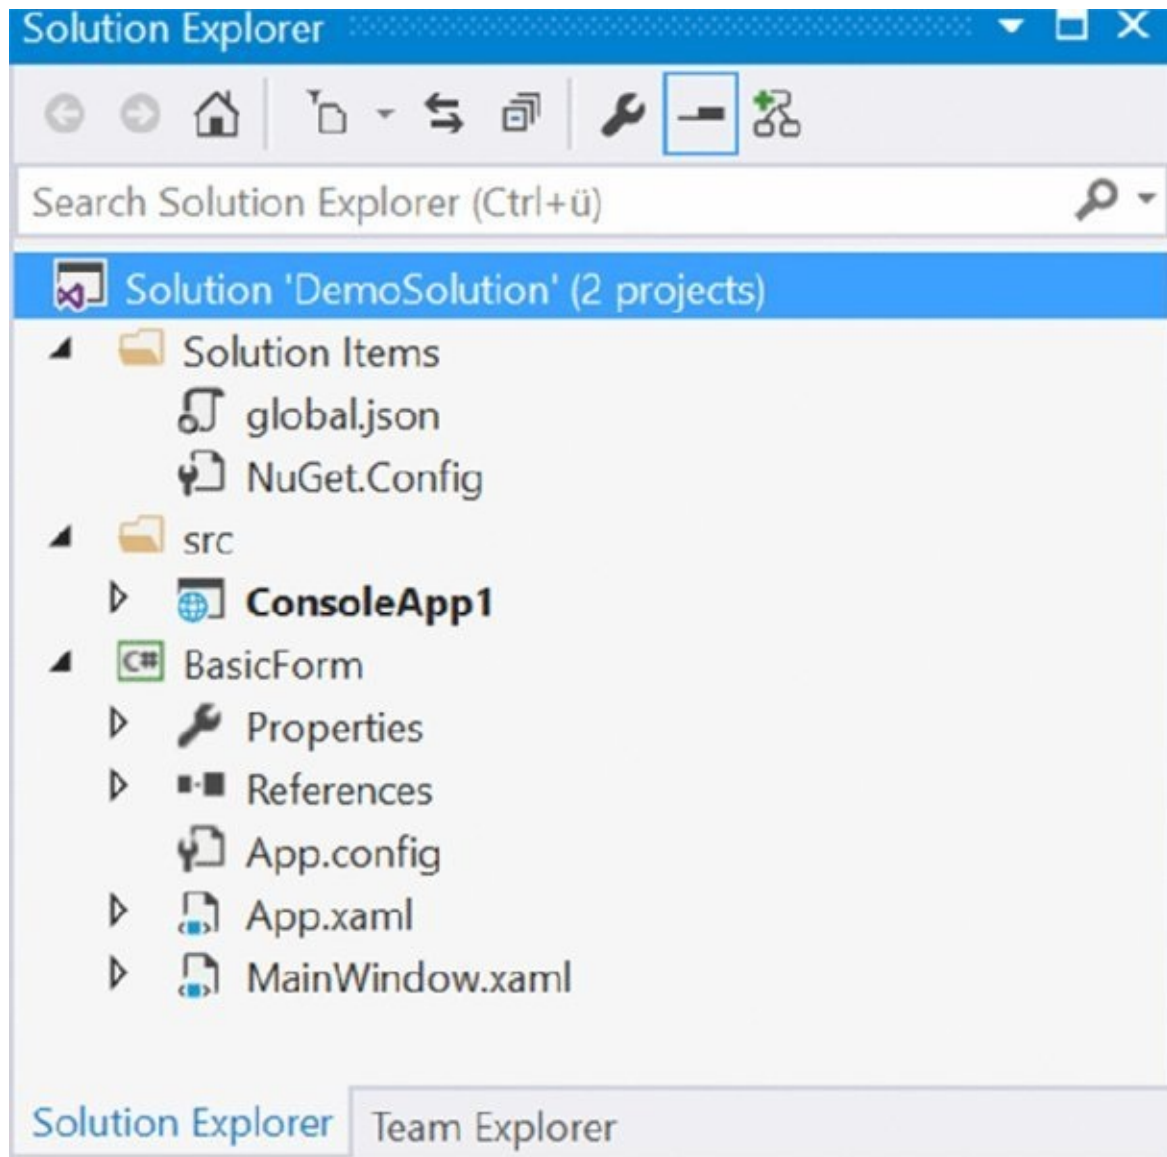 Solution Explorer
Search Solution Explorer (Ctrl+ü)
Solution 'DemoSolution' (2 projects)
Solution Items
global.json
NuGet.Config
src
ConsoleApp1
C# BasicForm
Properties
References
App.config
App.xaml
MainWindow.xaml
Solution Explorer Team Explorer